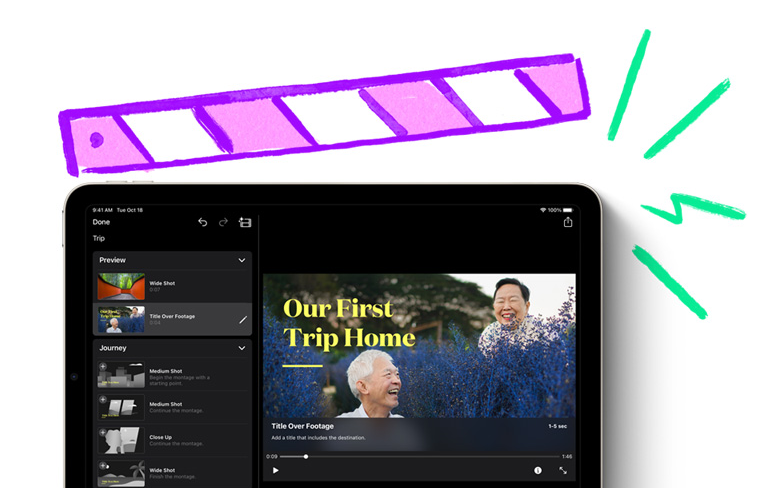 9:41 AM Tue Oct 18
100%
Done
Trip
Preview
Wide Shot
0:07
Title Over Footage
0:03
Journey
Medium Shot
Begin the montage with a
starting point.
Medium Shot
Continue the montage.
Close Up
Continue the montage.
Wide Shot
Finish the montage.
Our First
Trip Home
Title Over Footage
1-5 sec
Add a title that includes the destination.
0:09
1:46